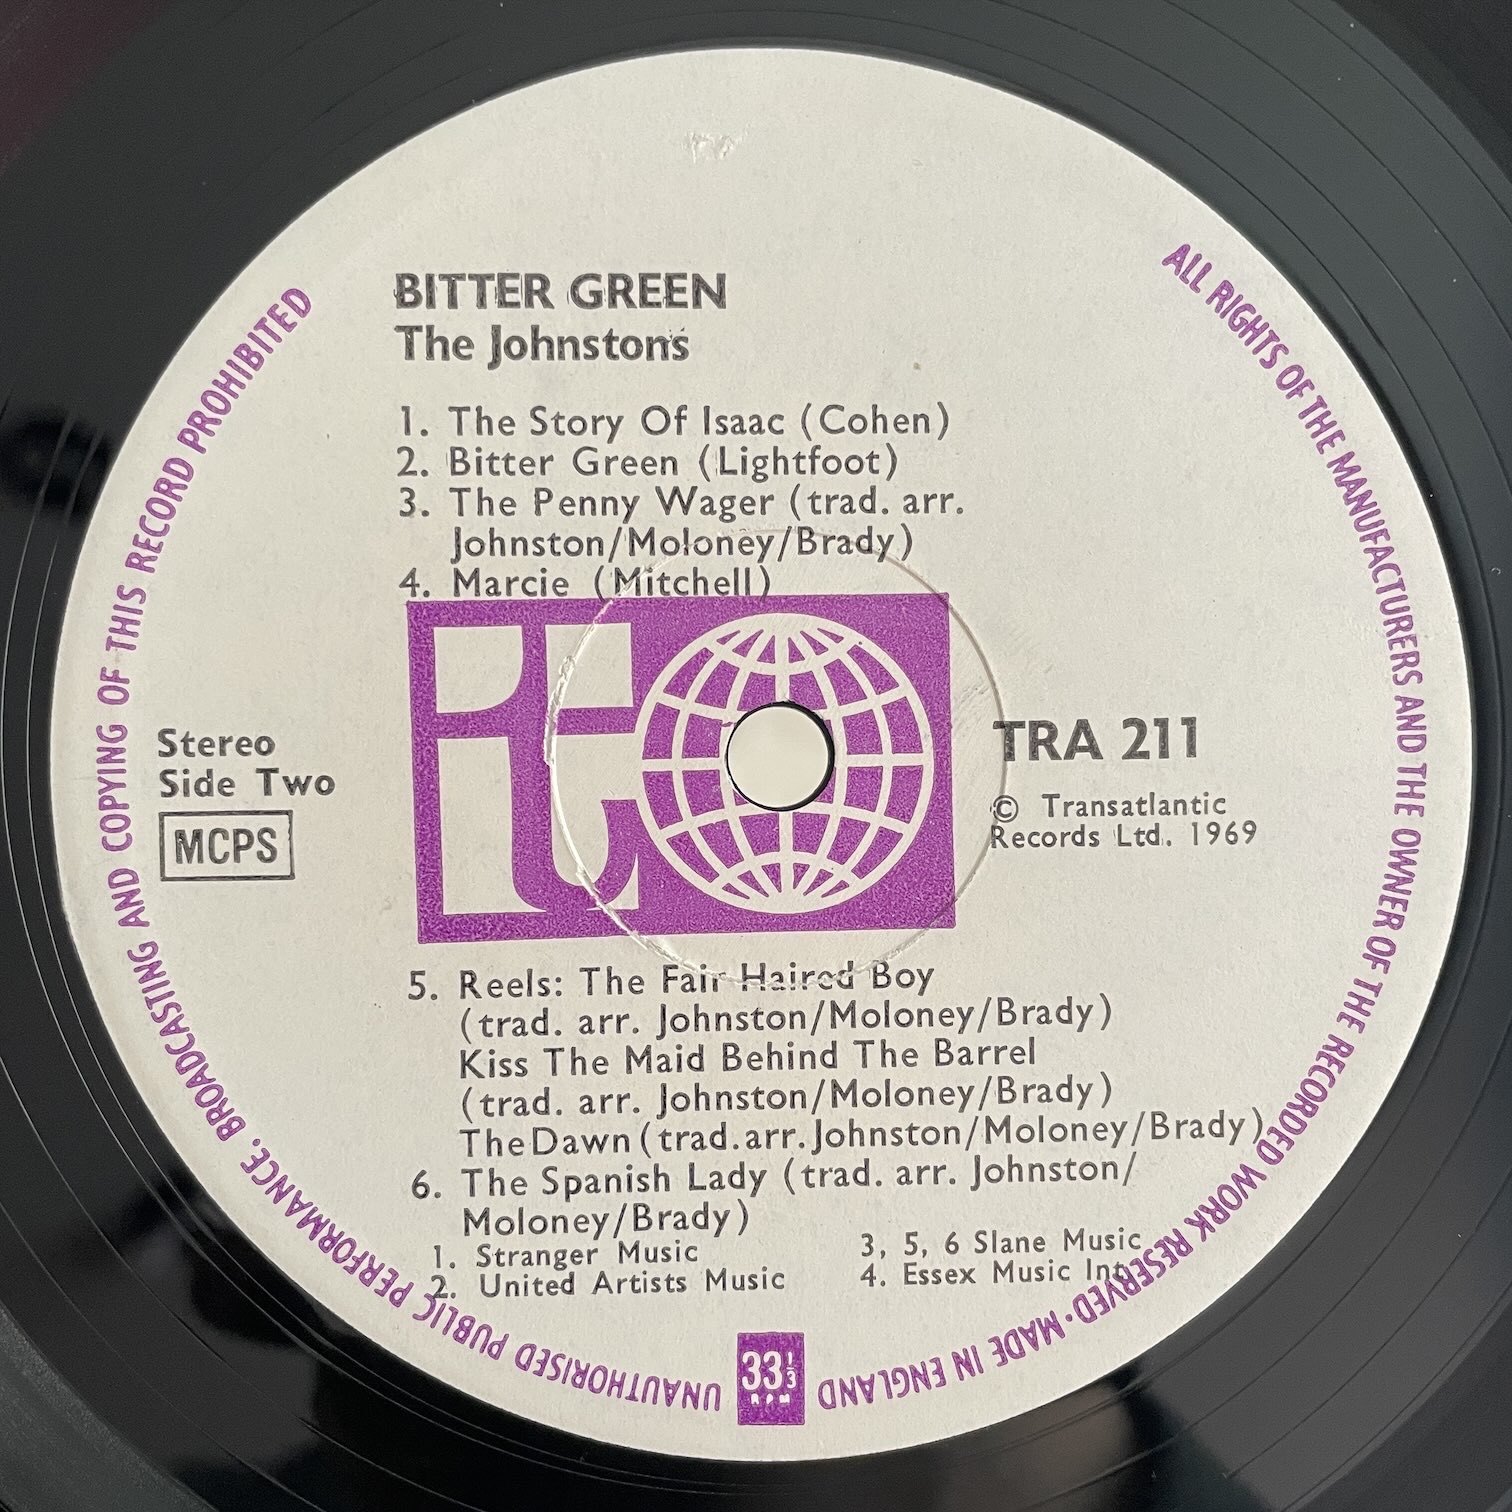 BITTER GREEN
The Johnstons
1. The Story Of Isaac (Cohen)
2. Bitter Green (Lightfoot)
3. The Penny Wager (trad. arr.
Johnston/Moloney/Brady)
4. Marcie (Mitchell)
Stereo
Side Two
MCPS
t
TRA 211
© Transatlantic
Records Ltd. 1969
5. Reels: The Fair Haired Boy
(trad. arr. Johnston/Moloney/Brady)
Kiss The Maid Behind The Barrel
(trad. arr. Johnston/Moloney/Brady)
The Dawn (trad. arr. Johnston/Moloney/Brady)
6. The Spanish Lady (trad. arr. Johnston/
Moloney/Brady)
1. Stranger Music
2. United Artists Music
3, 5, 6 Slane Music
4. Essex Music Int.
33⅓
RPM
ALL RIGHTS OF THE MANUFACTURERS AND THE OWNER OF THE RECORDED WORK RESERVED · MADE IN ENGLAND
UNAUTHORISED PUBLIC PERFORMANCE. BROADCASTING AND COPYING OF THIS RECORD PROHIBITED